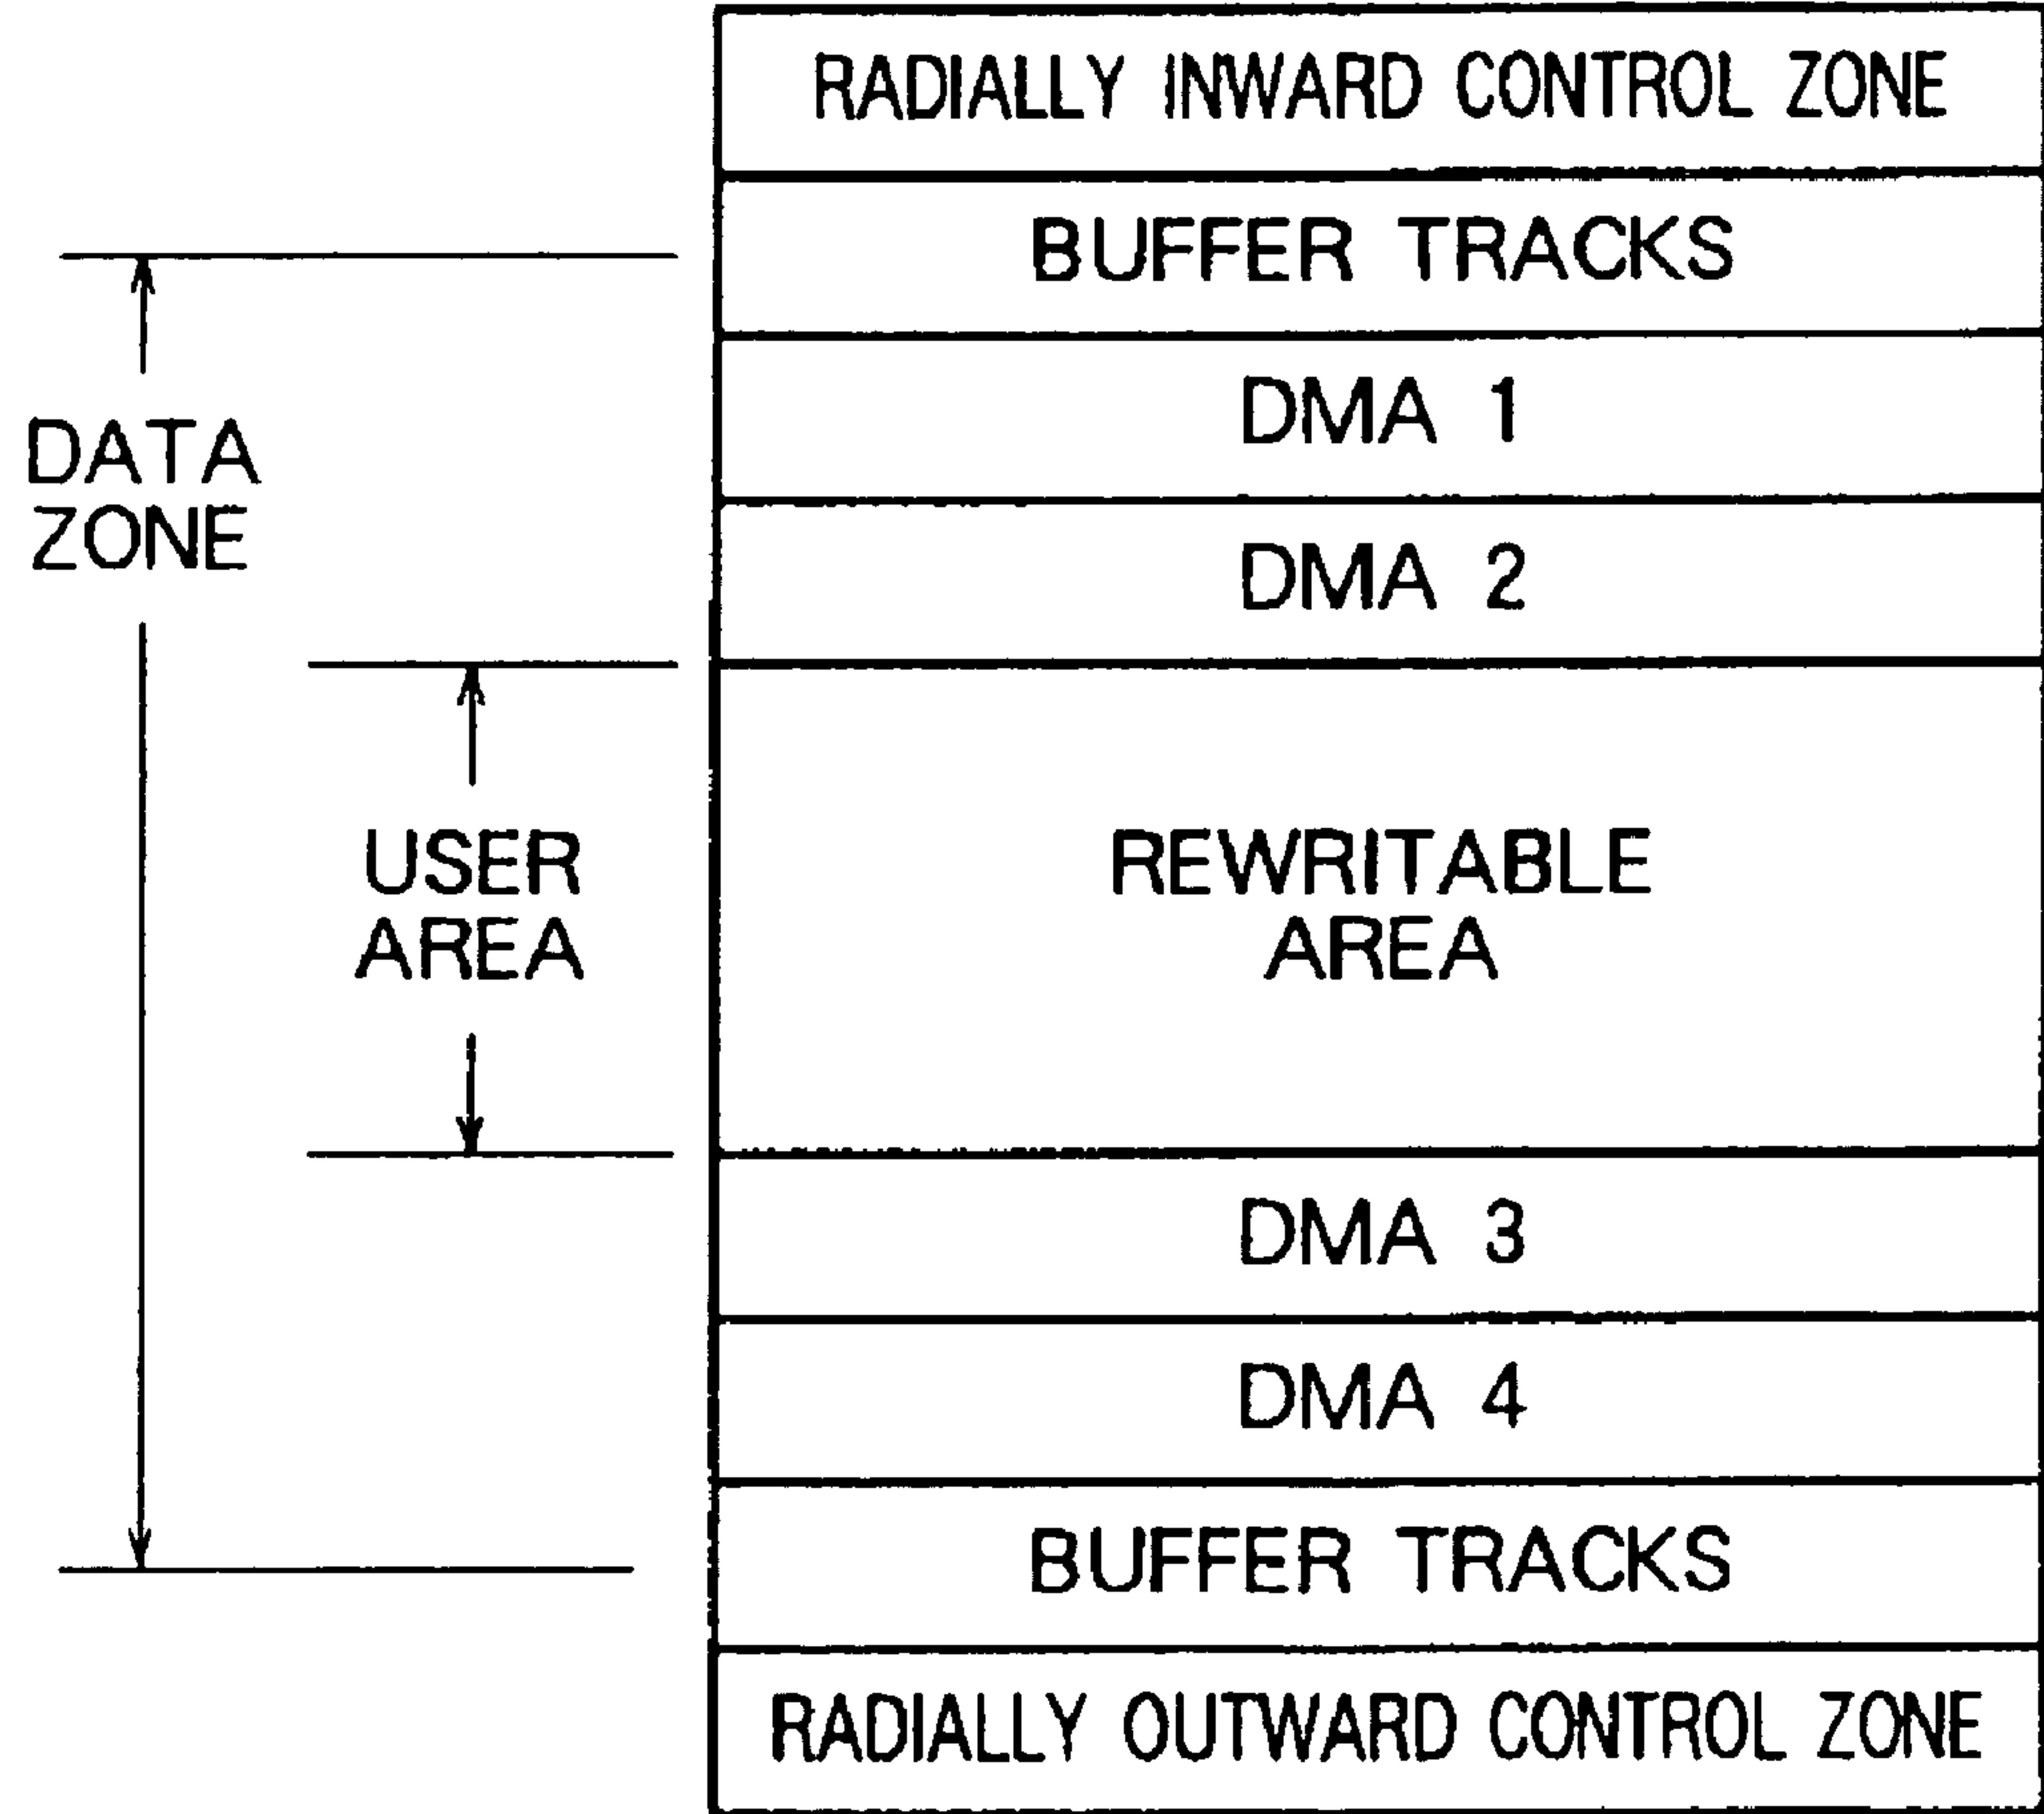 RADIALLY INWARD CONTROL ZONE
BUFFER TRACKS
DMA 1
DATA
ZONE
DMA 2
USER
AREA
REWRITABLE
AREA
DMA 3
DMA 4
BUFFER TRACKS
RADIALLY OUTWARD CONTROL ZONE